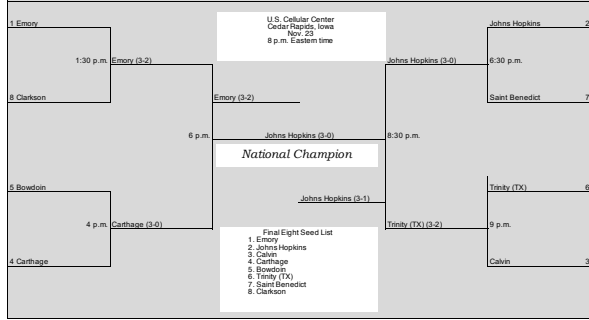 1 Emory
U.S. Cellular Center
Cedar Rapids, Iowa
Nov. 23
8 p.m. Eastern time
Johns Hopkins 2
1:30 p.m. Emory (3-2)
Johns Hopkins (3-0) 6:30 p.m.
8 Clarkson
Emory (3-2)
Saint Benedict 7
6 p.m. Johns Hopkins (3-0) 8:30 p.m.
National Champion
5 Bowdoin
Trinity (TX) 6
Johns Hopkins (3-1)
4 p.m. Carthage (3-0)
Trinity (TX) (3-2) 9 p.m.
4 Carthage
Calvin 3
Final Eight Seed List
1. Emory
2. Johns Hopkins
3. Calvin
4. Carthage
5. Bowdoin
6. Trinity (TX)
7. Saint Benedict
8. Clarkson